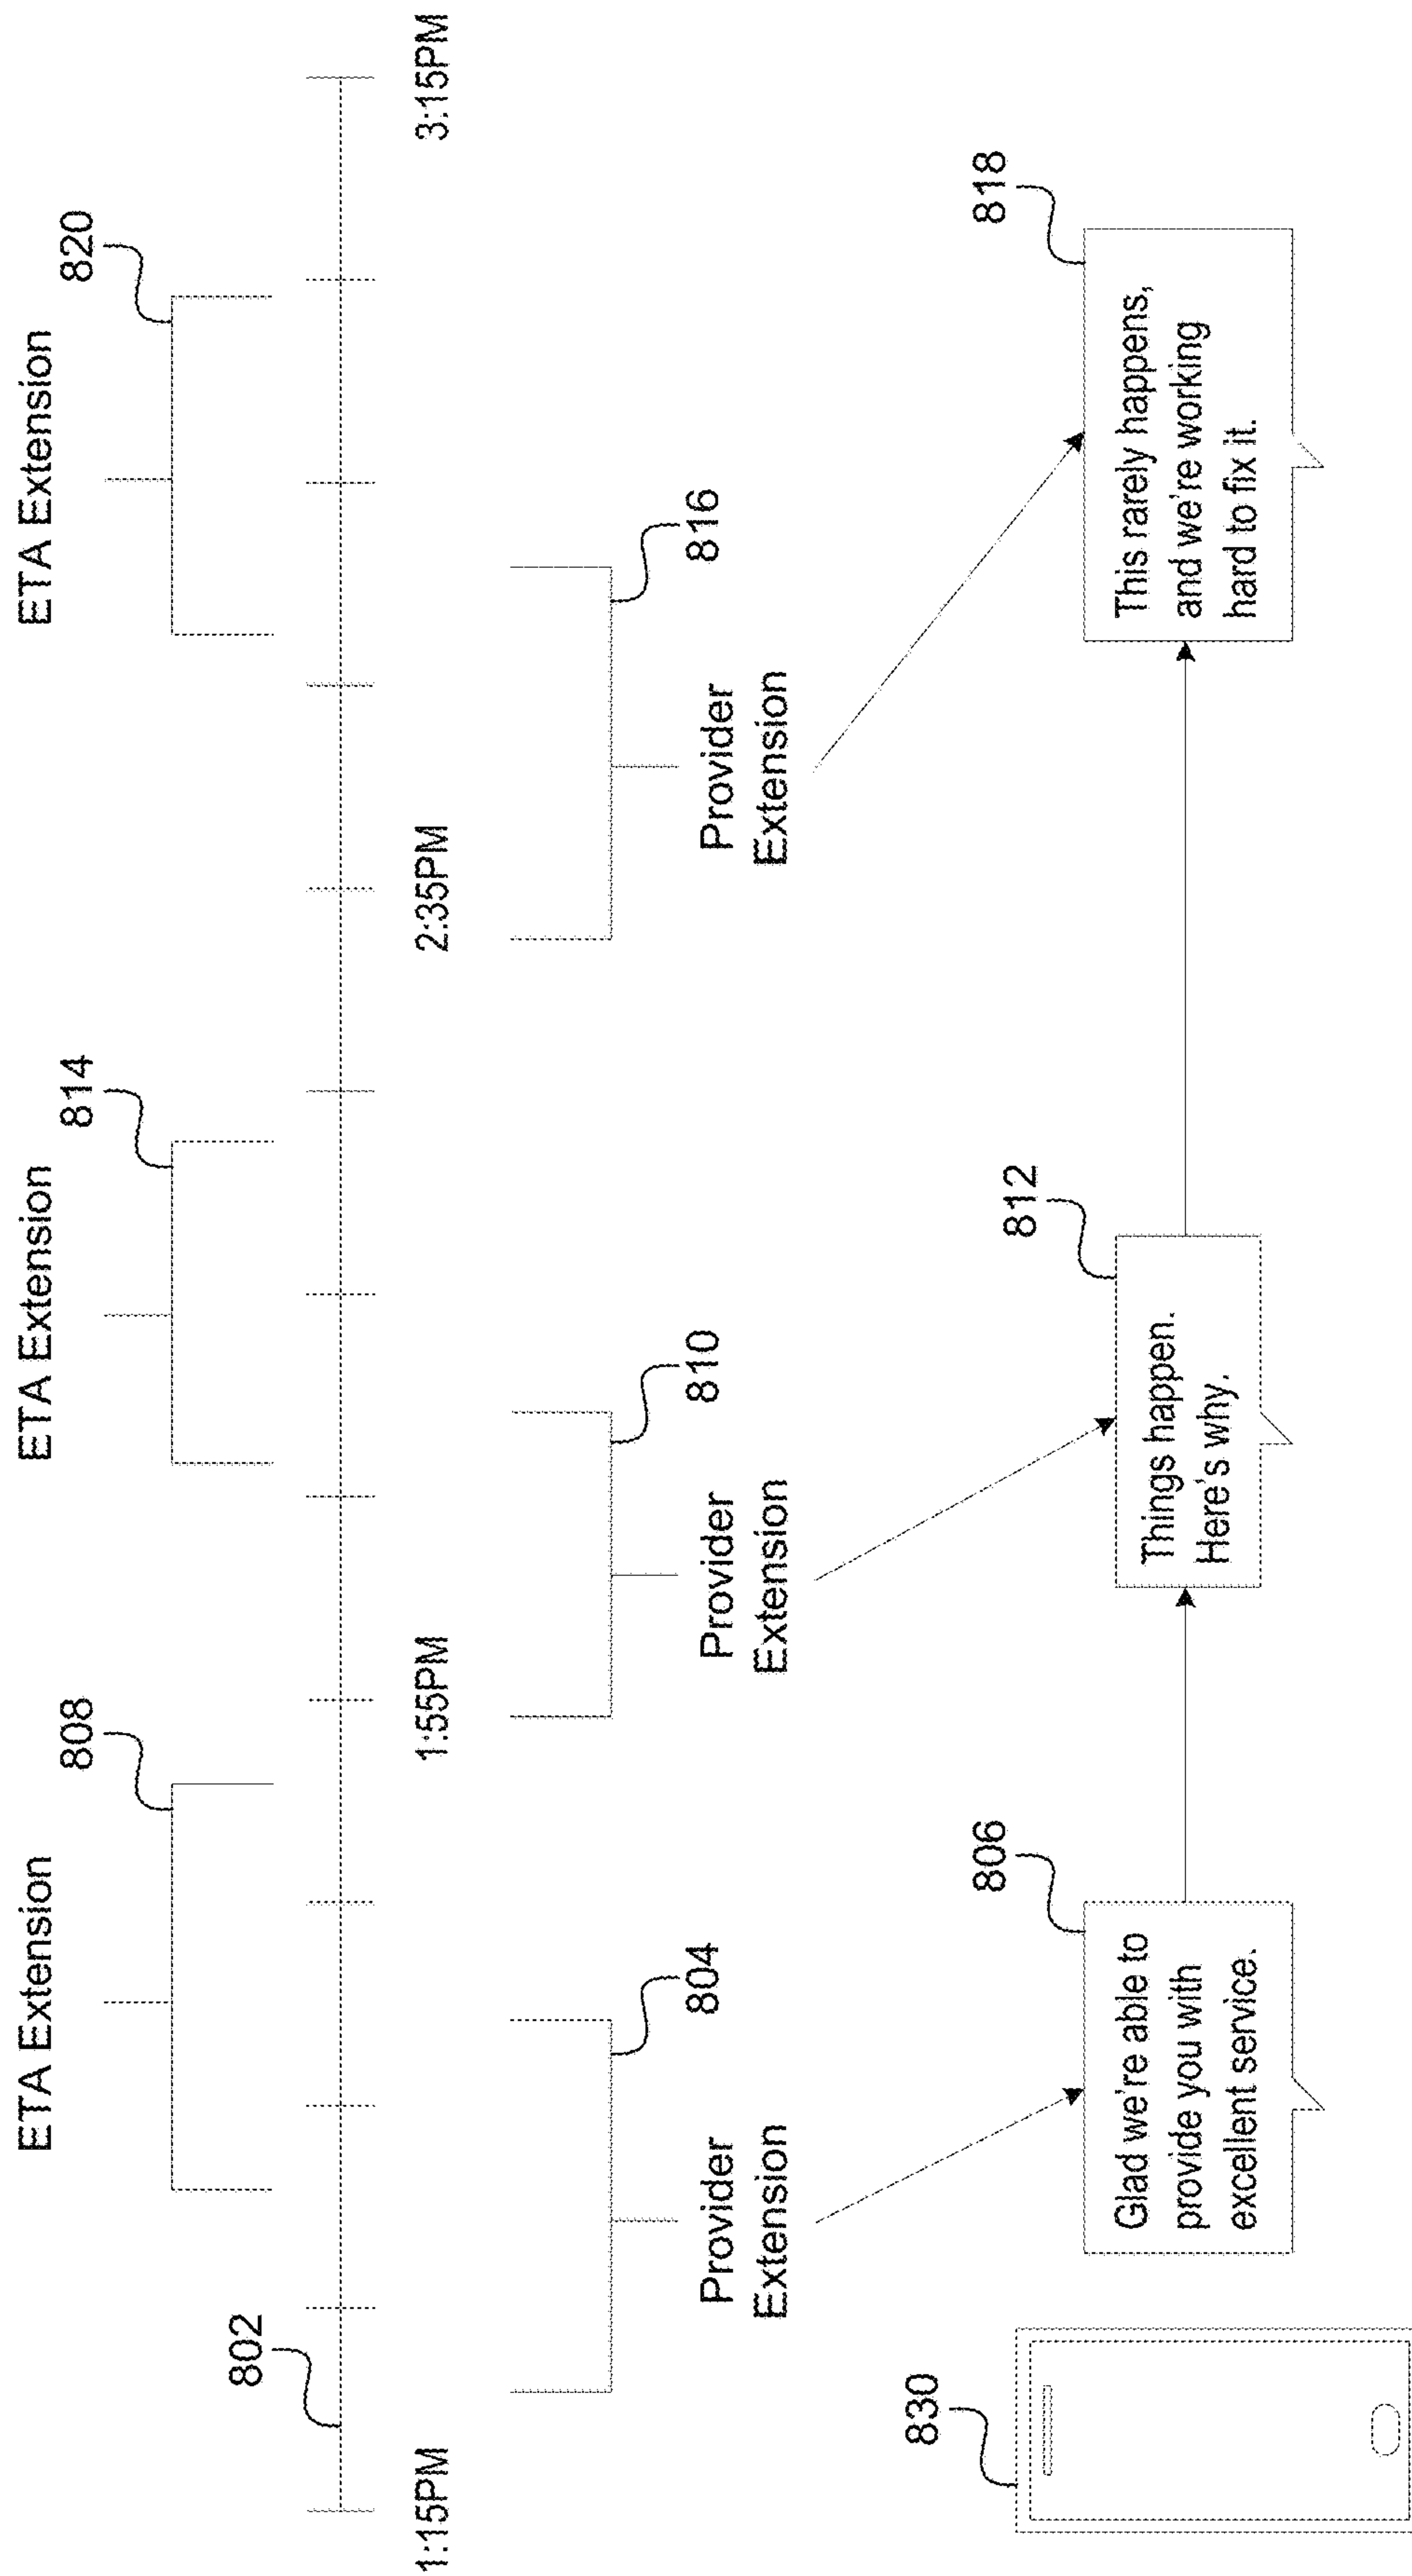 ETA Extension
808
ETA Extension
814
ETA Extension
820
802
1:15PM
1:55PM
2:35PM
3:15PM
804
Provider
Extension
810
Provider
Extension
816
Provider
Extension
830
806
Glad we're able to
provide you with
excellent service.
812
Things happen.
Here's why.
818
This rarely happens,
and we're working
hard to fix it.